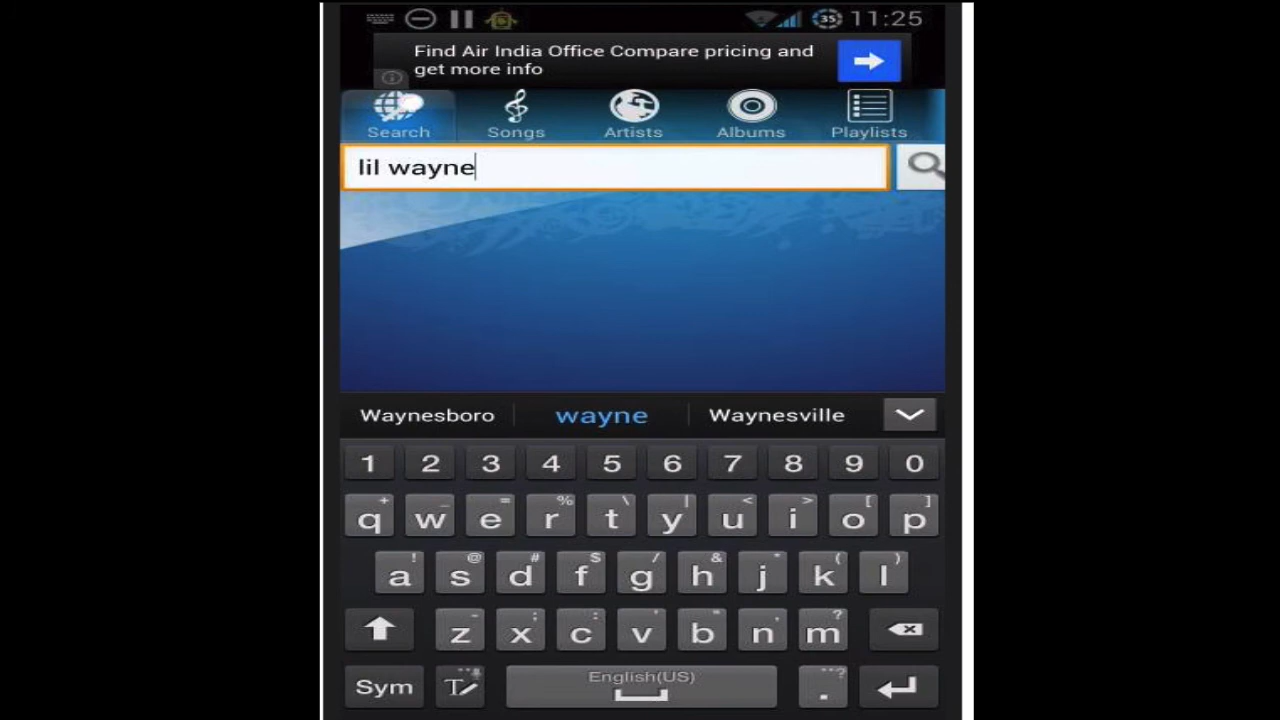 35 11:25
Find Air India Office Compare pricing and
get more info
Search Songs Artists Albums Playlists
lil wayne
Waynesboro wayne Waynesville
1 2 3 4 5 6 7 8 9 0
+ _ = % \ | < > [ ]
q w e r t y u i o p
! @ # $ / & * ( )
a s d f g h j k l
- ; : ' " , ?
z x c v b n m
Sym T English(US) .